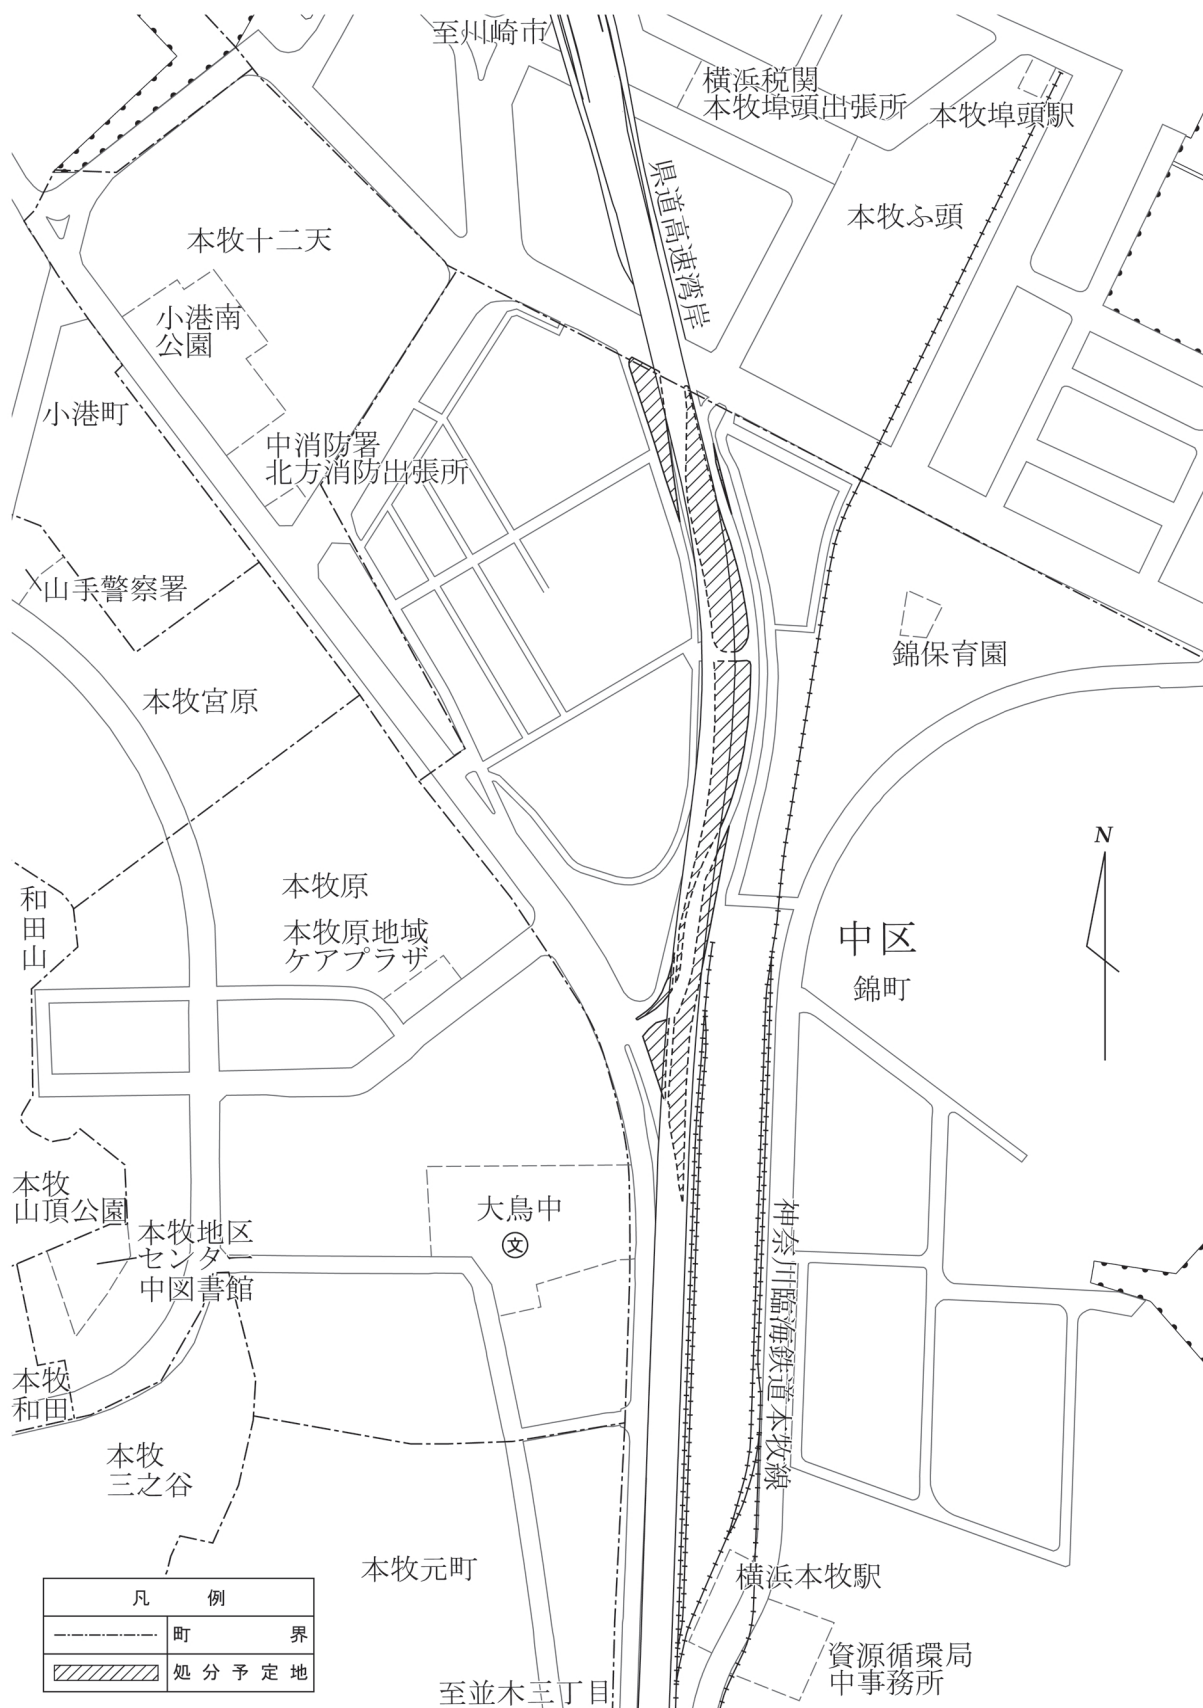 至川崎市
横浜税関
本牧埠頭出張所
本牧埠頭駅
県道高速湾岸
本牧ふ頭
本牧十二天
小港南
公園
小港町
中消防署
北方消防出張所
山手警察署
錦保育園
本牧宮原
N
本牧原
和田山
本牧原地域
ケアプラザ
中区
錦町
本牧
山頂公園
大鳥中
文
本牧地区
センター
中図書館
神奈川臨海鉄道本牧線
本牧
和田
本牧
三之谷
本牧元町
横浜本牧駅
凡例
町界
処分予定地
資源循環局
中事務所
至並木三丁目